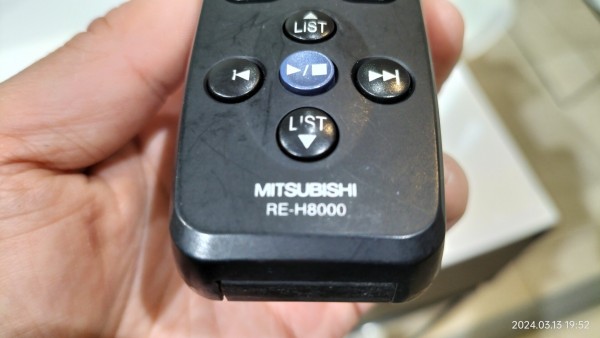 LIST
LIST
MITSUBISHI
RE-H8000
2024.03.13 19:52